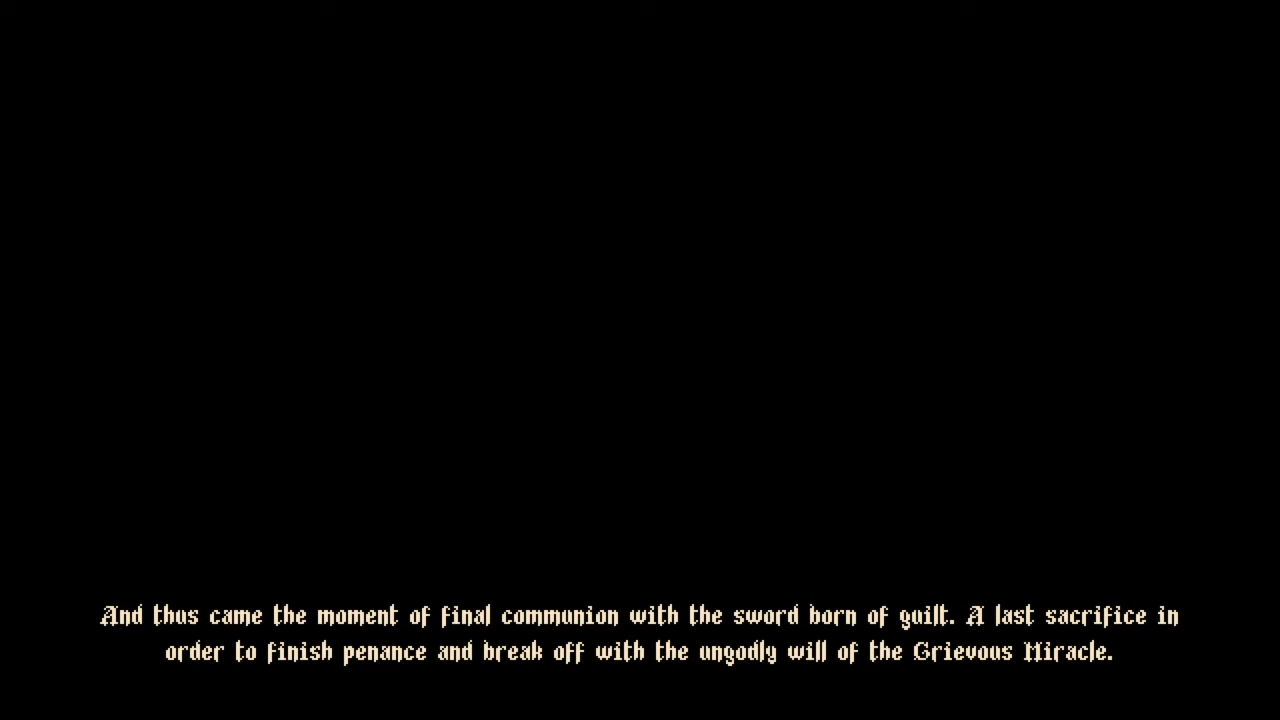 And thus came the moment of final communion with the sword born of guilt. A last sacrifice in
order to finish penance and break off with the ungodly will of the Grievous Miracle.